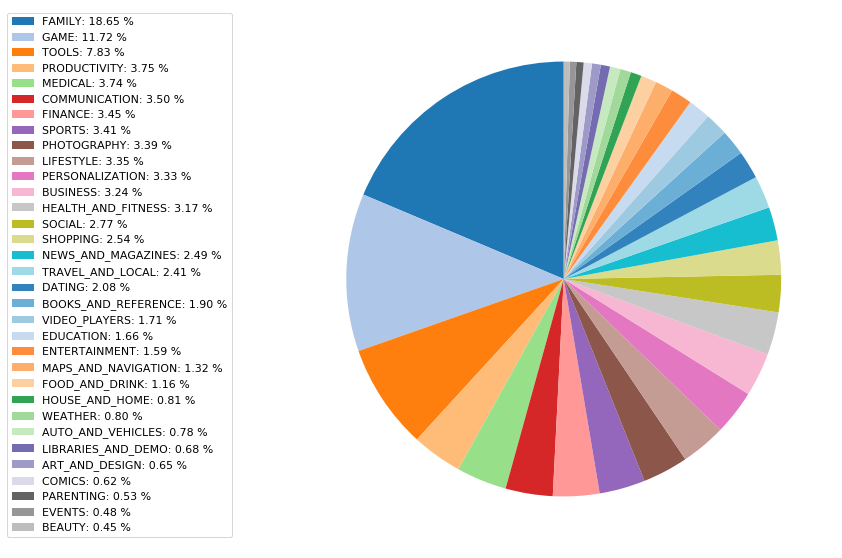 FAMILY: 18.65 %
GAME: 11.72 %
TOOLS: 7.83 %
PRODUCTIVITY: 3.75 %
MEDICAL: 3.74 %
COMMUNICATION: 3.50 %
FINANCE: 3.45 %
SPORTS: 3.41 %
PHOTOGRAPHY: 3.39 %
LIFESTYLE: 3.35 %
PERSONALIZATION: 3.33 %
BUSINESS: 3.24 %
HEALTH_AND_FITNESS: 3.17 %
SOCIAL: 2.77 %
SHOPPING: 2.54 %
NEWS_AND_MAGAZINES: 2.49 %
TRAVEL_AND_LOCAL: 2.41 %
DATING: 2.08 %
BOOKS_AND_REFERENCE: 1.90 %
VIDEO_PLAYERS: 1.71 %
EDUCATION: 1.66 %
ENTERTAINMENT: 1.59 %
MAPS_AND_NAVIGATION: 1.32 %
FOOD_AND_DRINK: 1.16 %
HOUSE_AND_HOME: 0.81 %
WEATHER: 0.80 %
AUTO_AND_VEHICLES: 0.78 %
LIBRARIES_AND_DEMO: 0.68 %
ART_AND_DESIGN: 0.65 %
COMICS: 0.62 %
PARENTING: 0.53 %
EVENTS: 0.48 %
BEAUTY: 0.45 %